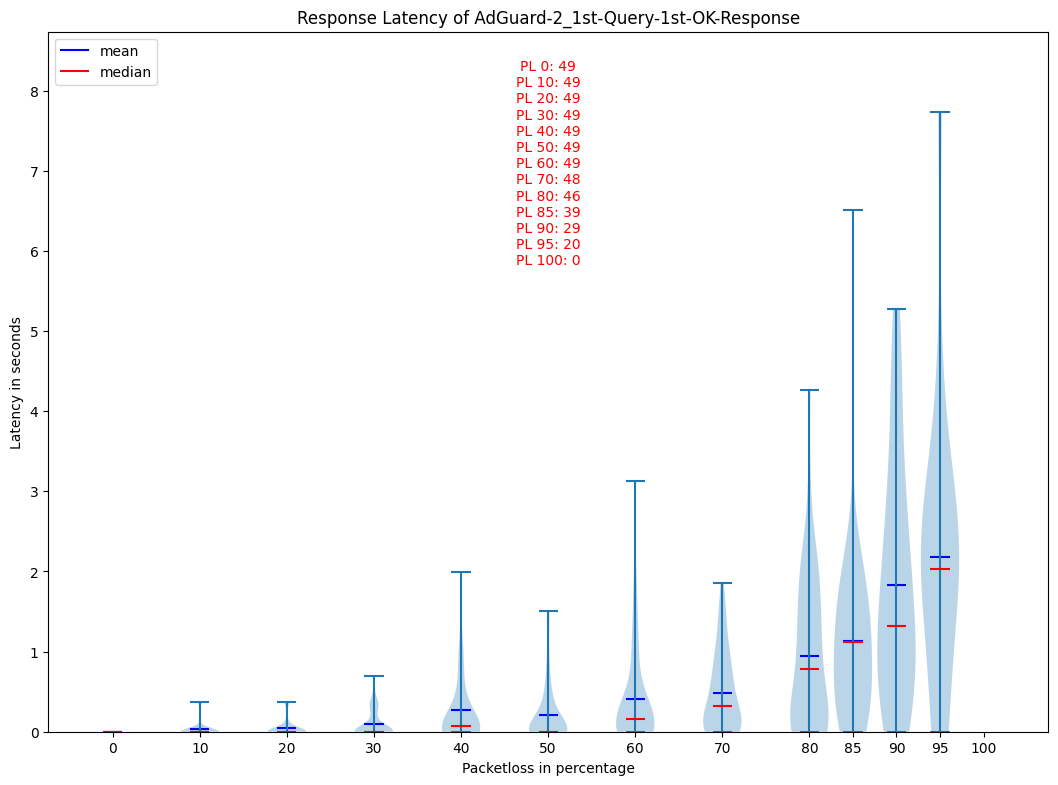 Response Latency of AdGuard-2_1st-Query-1st-OK-Response
mean
median
PL 0: 49
PL 10: 49
PL 20: 49
PL 30: 49
PL 40: 49
PL 50: 49
PL 60: 49
PL 70: 48
PL 80: 46
PL 85: 39
PL 90: 29
PL 95: 20
PL 100: 0
8
7
6
5
4
3
2
1
0
Latency in seconds
0 10 20 30 40 50 60 70 80 85 90 95 100
Packetloss in percentage